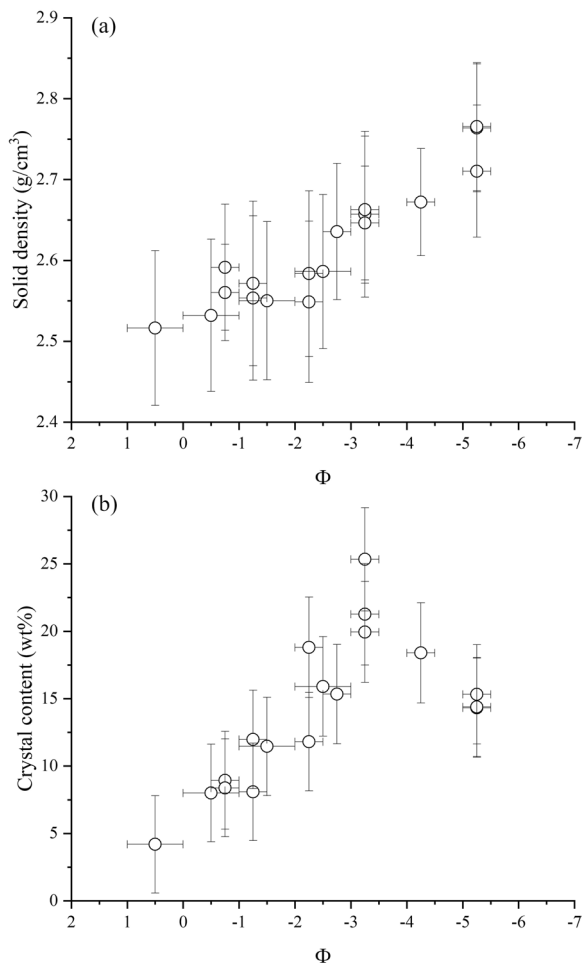 (a)
2.9
2.8
2.7
2.6
2.5
2.4
Solid density (g/cm³)
2 1 0 -1 -2 -3 -4 -5 -6 -7
Φ
(b)
30
25
20
15
10
5
0
Crystal content (wt%)
2 1 0 -1 -2 -3 -4 -5 -6 -7
Φ